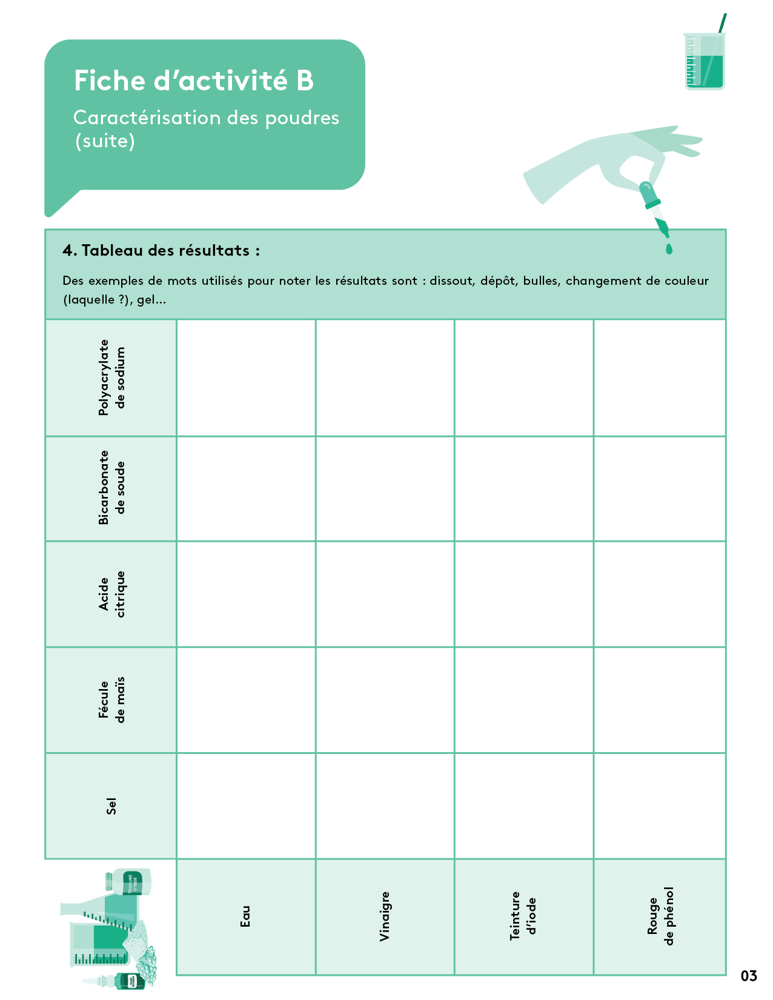 Fiche d’activité B
Caractérisation des poudres
(suite)
4. Tableau des résultats :
Des exemples de mots utilisés pour noter les résultats sont : dissout, dépôt, bulles, changement de couleur
(laquelle ?), gel...
Polyacrylate
de sodium
Bicarbonate
de soude
Acide
citrique
Fécule
de maïs
Sel
TEINTURE
D’IODE
Eau
Vinaigre
Teinture
d’iode
Rouge
de phénol
03